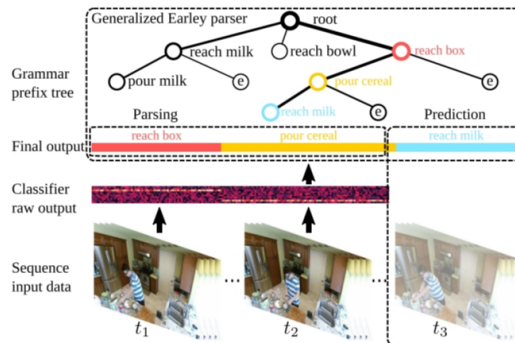 Generalized Earley parser
root
reach milk
reach bowl
reach box
Grammar
prefix tree
pour milk
e
pour cereal
e
reach milk
e
Parsing
Prediction
Final output
reach box
pour cereal
reach milk
Classifier
raw output
Sequence
input data
...
...
t1
t2
t3